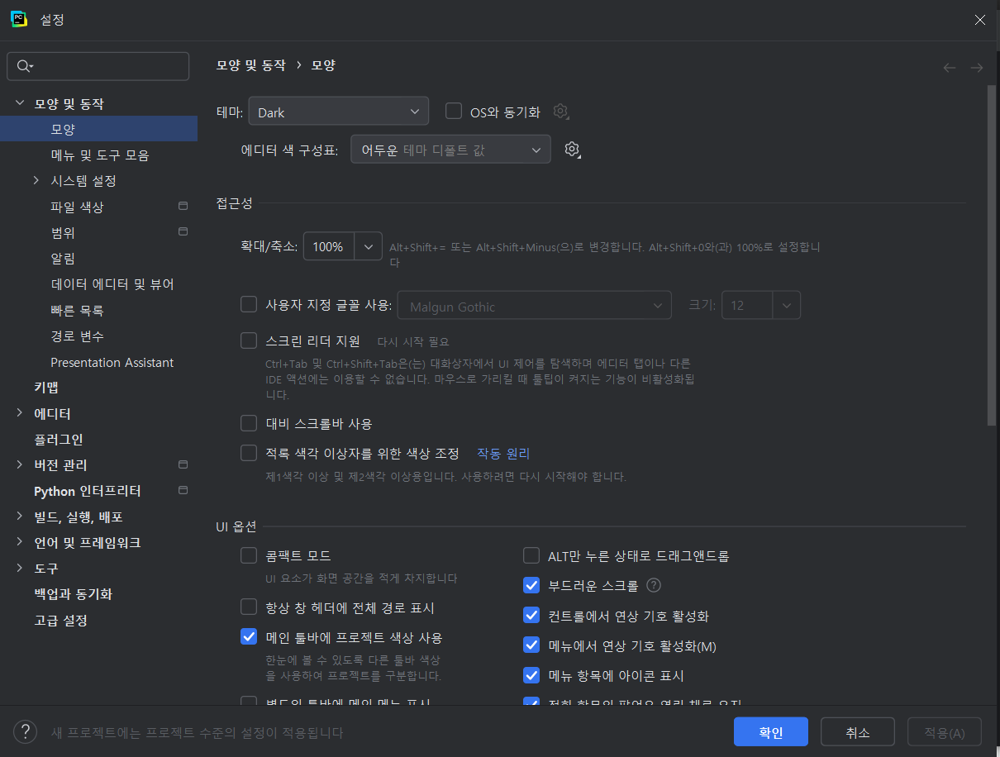 설정
모양 및 동작 › 모양
모양 및 동작
모양
메뉴 및 도구 모음
시스템 설정
파일 색상
범위
알림
데이터 에디터 및 뷰어
빠른 목록
경로 변수
Presentation Assistant
키맵
에디터
플러그인
버전 관리
Python 인터프리터
빌드, 실행, 배포
언어 및 프레임워크
도구
백업과 동기화
고급 설정
테마: Dark OS와 동기화
에디터 색 구성표: 어두운 테마 디폴트 값
접근성
확대/축소: 100% Alt+Shift+= 또는 Alt+Shift+Minus(으)로 변경합니다. Alt+Shift+0와(과) 100%로 설정합니
다
사용자 지정 글꼴 사용: Malgun Gothic 크기: 12
스크린 리더 지원 다시 시작 필요
Ctrl+Tab 및 Ctrl+Shift+Tab은(는) 대화상자에서 UI 제어를 탐색하며 에디터 탭이나 다른
IDE 액션에는 이용할 수 없습니다. 마우스로 가리킬 때 툴팁이 켜지는 기능이 비활성화됩
니다.
대비 스크롤바 사용
적록 색각 이상자를 위한 색상 조정 작동 원리
제1색각 이상 및 제2색각 이상용입니다. 사용하려면 다시 시작해야 합니다.
UI 옵션
콤팩트 모드
UI 요소가 화면 공간을 적게 차지합니다
항상 창 헤더에 전체 경로 표시
메인 툴바에 프로젝트 색상 사용
한눈에 볼 수 있도록 다른 툴바 색상
을 사용하여 프로젝트를 구분합니다.
별도의 툴바에 메인 메뉴 표시
ALT만 누른 상태로 드래그앤드롭
부드러운 스크롤 ?
컨트롤에서 연상 기호 활성화
메뉴에서 연상 기호 활성화(M)
메뉴 항목에 아이콘 표시
? 새 프로젝트에는 프로젝트 수준의 설정이 적용됩니다
확인 취소 적용(A)